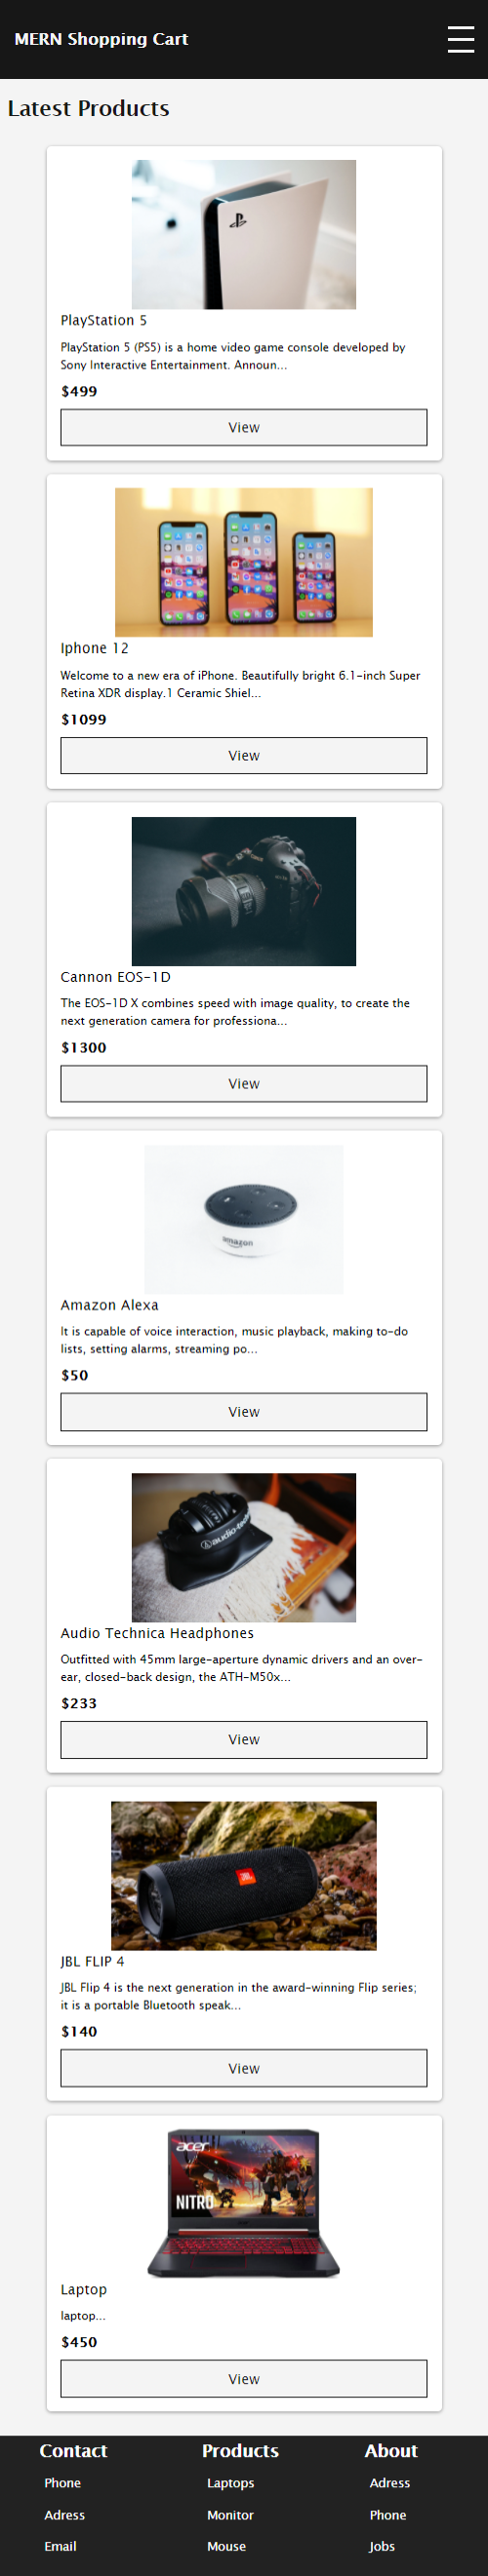 MERN Shopping Cart
Latest Products
PlayStation 5
PlayStation 5 (PS5) is a home video game console developed by
Sony Interactive Entertainment. Announ...
$499
View
Iphone 12
Welcome to a new era of iPhone. Beautifully bright 6.1-inch Super
Retina XDR display.1 Ceramic Shiel...
$1099
View
Cannon EOS-1D
The EOS-1D X combines speed with image quality, to create the
next generation camera for professiona...
$1300
View
amazon
Amazon Alexa
It is capable of voice interaction, music playback, making to-do
lists, setting alarms, streaming po...
$50
View
audio-tech
Audio Technica Headphones
Outfitted with 45mm large-aperture dynamic drivers and an over-
ear, closed-back design, the ATH-M50x...
$233
View
JBL
JBL FLIP 4
JBL Flip 4 is the next generation in the award-winning Flip series;
it is a portable Bluetooth speak...
$140
View
acer
NITRO
Laptop
laptop...
$450
View
Contact
Phone
Adress
Email
Products
Laptops
Monitor
Mouse
About
Adress
Phone
Jobs